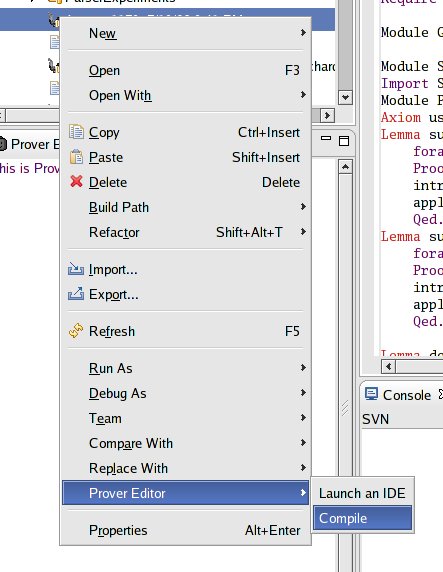 ParserExperiments
New
Open F3
Open With
Copy Ctrl+Insert
Paste Shift+Insert
Delete Delete
Build Path
Refactor Shift+Alt+T
Import...
Export...
Refresh F5
Run As
Debug As
Team
Compare With
Replace With
Prover Editor
Properties Alt+Enter
Launch an IDE
Compile
chard
Prover E
his is Prov
Require
Module G
Module S
Import S
Module P
Axiom us
Lemma su
fora
Proo
intr
appl
Qed.
Lemma su
fora
Proo
intr
appl
Qed.
Lemma de
Console
SVN